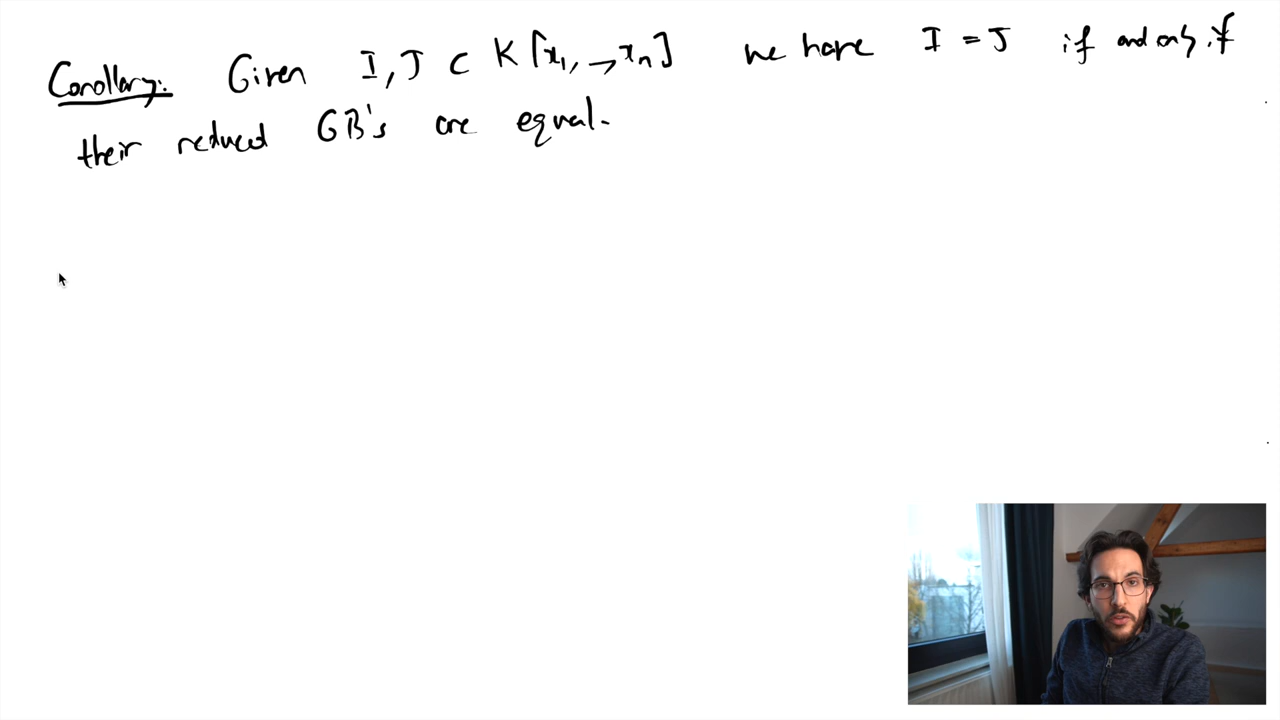 Corollary: Given I, J ⊂ K[x₁, → xₙ] we have I = J if and only if
their reduced GB's are equal.